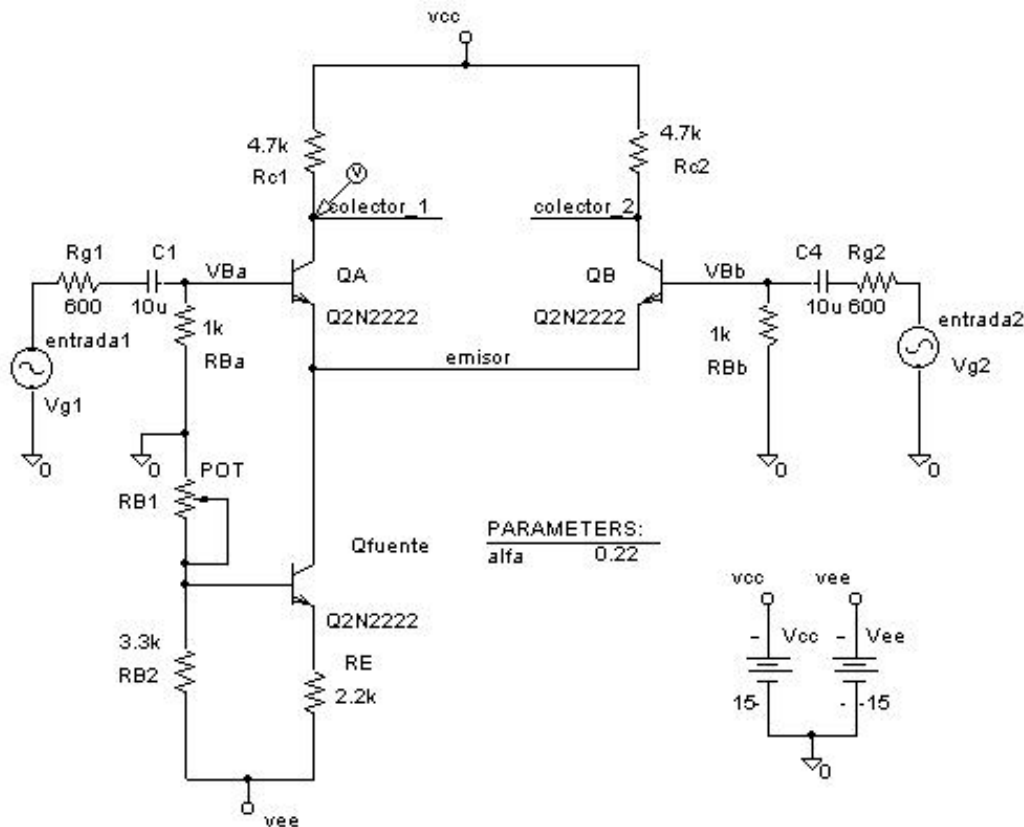 vcc
4.7k
Rc1
4.7k
Rc2
V
colector_1
colector_2
Rg1
C1
VBa
QA
QB
VBb
C4
Rg2
600
10u
Q2N2222
Q2N2222
10u
600
entrada1
1k
RBa
emisor
1k
RBb
entrada2
Vg1
Vg2
0
0
0
0
POT
RB1
Qfuente
PARAMETERS:
alfa 0.22
Q2N2222
vcc
vee
3.3k
RB2
RE
2.2k
- Vcc
- Vee
15-
- -15
0
vee